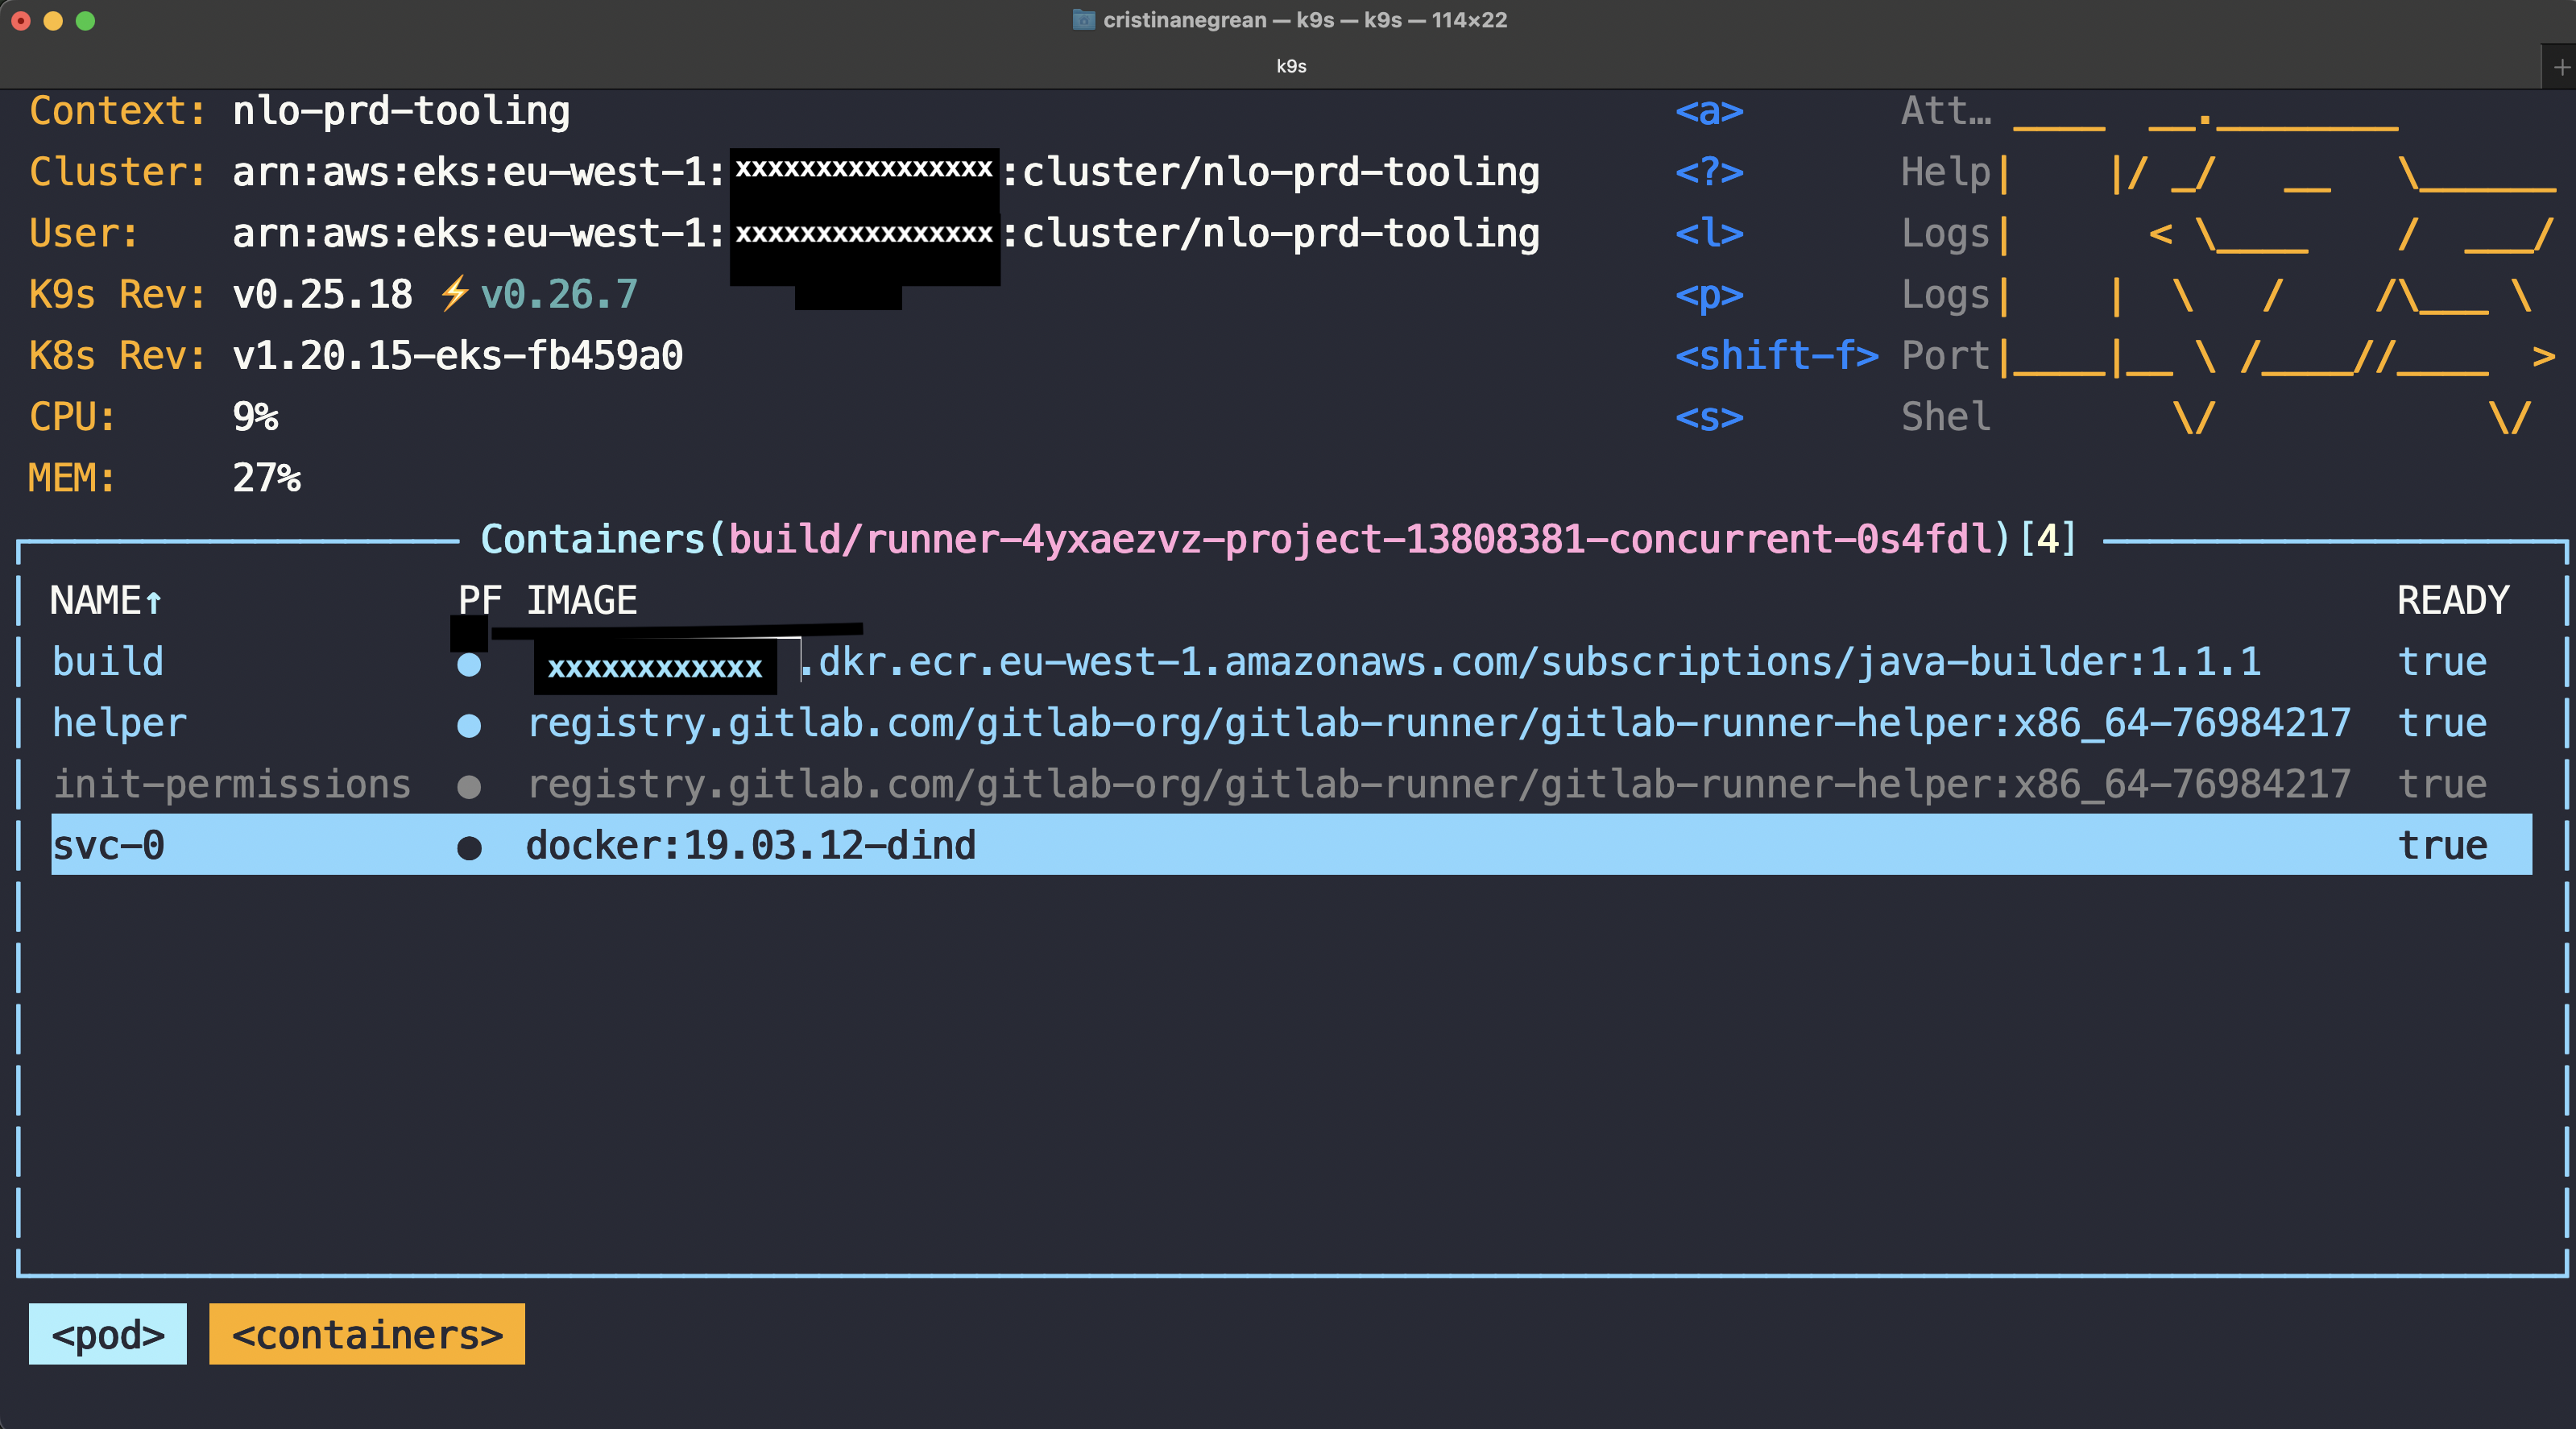 cristinanegrean — k9s — k9s — 114×22
k9s
Context: nlo-prd-tooling <a> Att…
Cluster: arn:aws:eks:eu-west-1:xxxxxxxxxxxxxxxx:cluster/nlo-prd-tooling <?> Help
User: arn:aws:eks:eu-west-1:xxxxxxxxxxxxxxxx:cluster/nlo-prd-tooling <l> Logs
K9s Rev: v0.25.18 ⚡v0.26.7 <p> Logs
K8s Rev: v1.20.15-eks-fb459a0 <shift-f> Port
CPU: 9% <s> Shel
MEM: 27%
Containers(build/runner-4yxaezvz-project-13808381-concurrent-0s4fdl)[4]
NAME↑ PF IMAGE READY
build ● xxxxxxxxxxxx.dkr.ecr.eu-west-1.amazonaws.com/subscriptions/java-builder:1.1.1 true
helper ● registry.gitlab.com/gitlab-org/gitlab-runner/gitlab-runner-helper:x86_64-76984217 true
init-permissions ● registry.gitlab.com/gitlab-org/gitlab-runner/gitlab-runner-helper:x86_64-76984217 true
svc-0 ● docker:19.03.12-dind true
<pod> <containers>